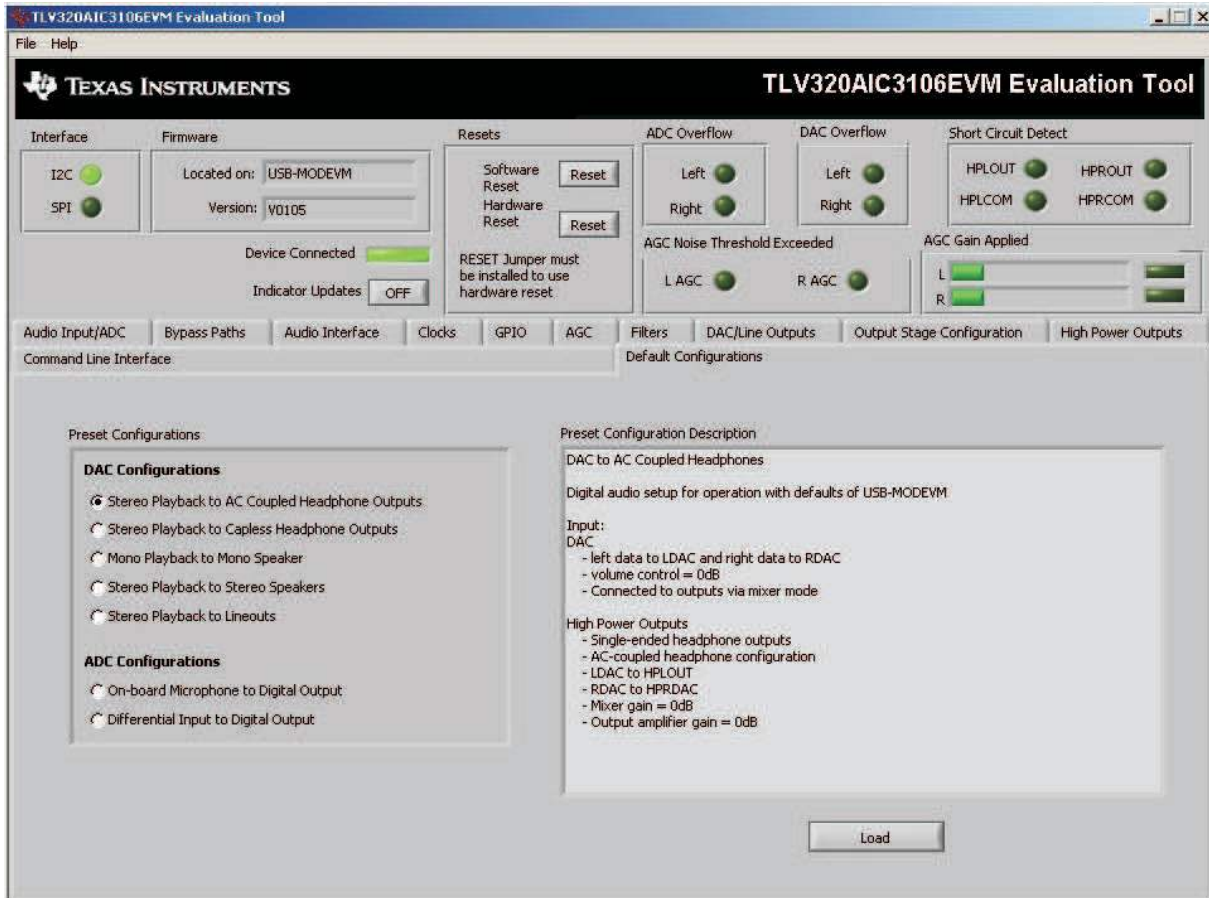 TLV320AIC3106EVM Evaluation Tool
File Help
TEXAS INSTRUMENTS
TLV320AIC3106EVM Evaluation Tool
Interface
I2C
SPI
Firmware
Located on: USB-MODEVM
Version: V0105
Device Connected
Indicator Updates OFF
Resets
Software Reset Reset
Hardware Reset Reset
RESET Jumper must
be installed to use
hardware reset
ADC Overflow
Left
Right
DAC Overflow
Left
Right
Short Circuit Detect
HPLOUT HPROUT
HPLCOM HPRCOM
AGC Noise Threshold Exceeded
L AGC R AGC
AGC Gain Applied
L
R
Audio Input/ADC Bypass Paths Audio Interface Clocks GPIO AGC Filters DAC/Line Outputs Output Stage Configuration High Power Outputs
Command Line Interface Default Configurations
Preset Configurations
DAC Configurations
Stereo Playback to AC Coupled Headphone Outputs
Stereo Playback to Capless Headphone Outputs
Mono Playback to Mono Speaker
Stereo Playback to Stereo Speakers
Stereo Playback to Lineouts
ADC Configurations
On-board Microphone to Digital Output
Differential Input to Digital Output
Preset Configuration Description
DAC to AC Coupled Headphones
Digital audio setup for operation with defaults of USB-MODEVM
Input:
DAC
- left data to LDAC and right data to RDAC
- volume control = 0dB
- Connected to outputs via mixer mode
High Power Outputs
- Single-ended headphone outputs
- AC-coupled headphone configuration
- LDAC to HPLOUT
- RDAC to HPRDAC
- Mixer gain = 0dB
- Output amplifier gain = 0dB
Load